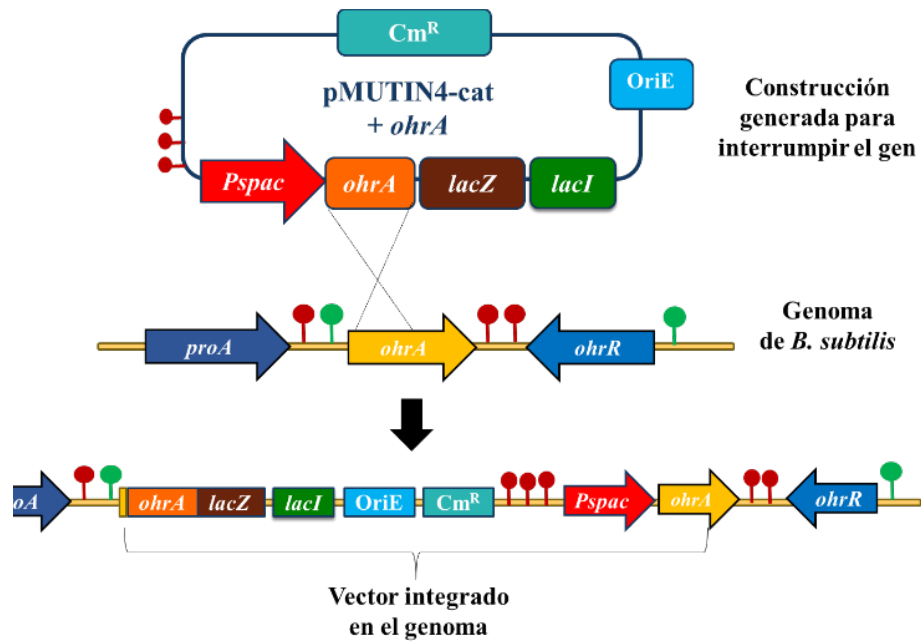 Cmᴿ
OriE
pMUTIN4-cat
+ ohrA
Construcción
generada para
interrumpir el gen
Pspac
ohrA
lacZ
lacI
Genoma
de B. subtilis
proA
ohrA
ohrR
oA
ohrA
lacZ
lacI
OriE
Cmᴿ
Pspac
ohrA
ohrR
Vector integrado
en el genoma